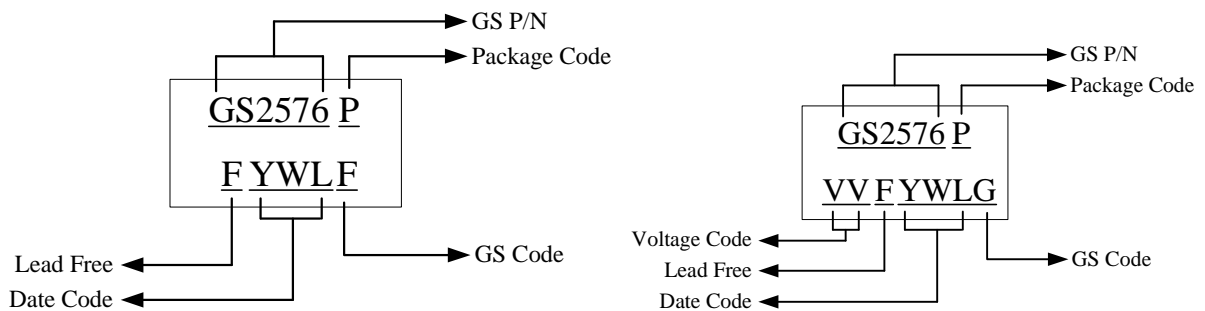 GS P/N
Package Code
GS2576 P
F YWL F
Lead Free
Date Code
GS Code
GS P/N
Package Code
GS2576 P
VV F YWLG
Voltage Code
Lead Free
Date Code
GS Code